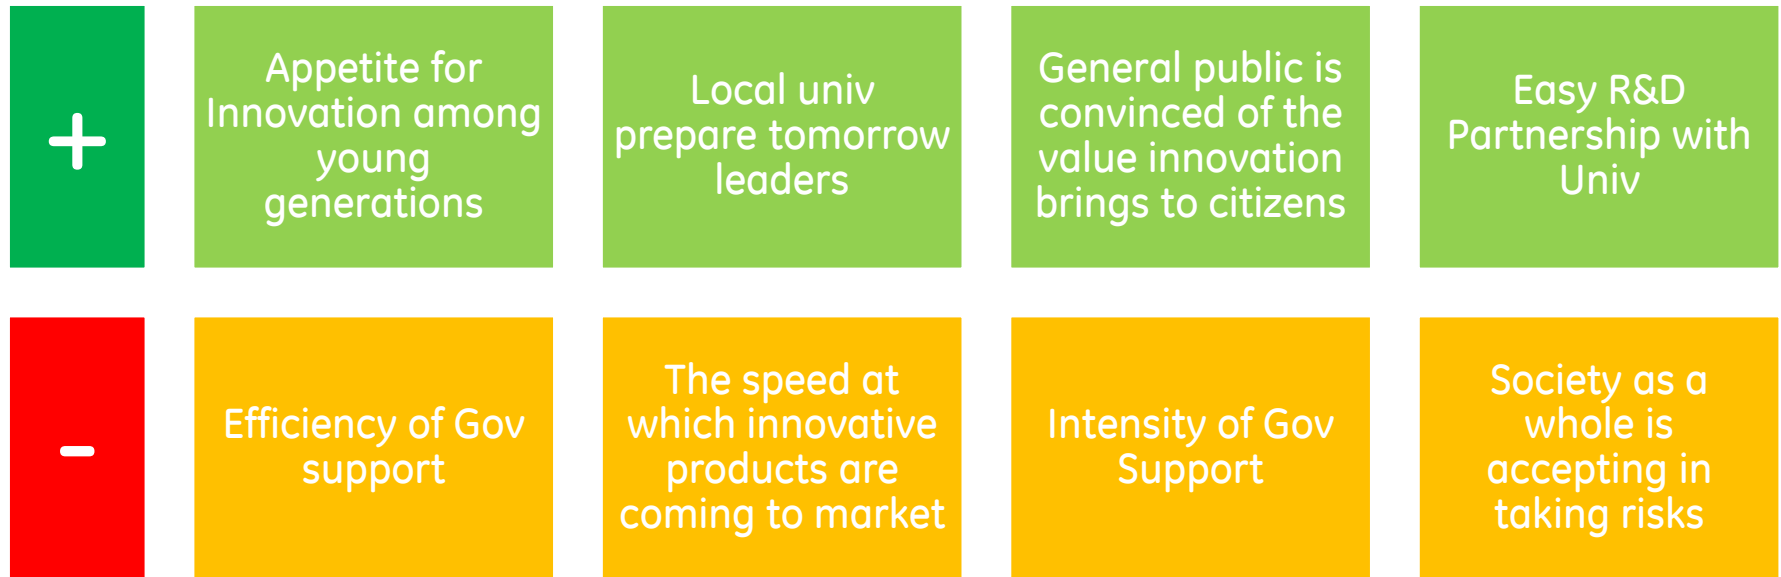 +
Appetite for
Innovation among
young
generations
Local univ
prepare tomorrow
leaders
General public is
convinced of the
value innovation
brings to citizens
Easy R&D
Partnership with
Univ
-
Efficiency of Gov
support
The speed at
which innovative
products are
coming to market
Intensity of Gov
Support
Society as a
whole is
accepting in
taking risks